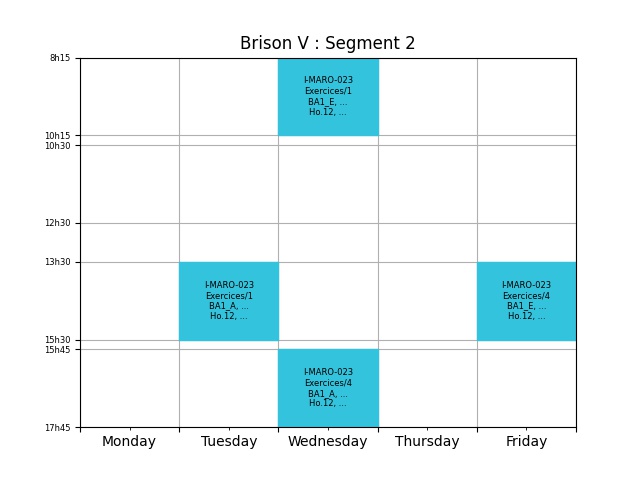 Brison V : Segment 2
8h15
I-MARO-023
Exercices/1
BA1_E, ...
Ho.12, ...
10h15
10h30
12h30
13h30
I-MARO-023
Exercices/1
BA1_A, ...
Ho.12, ...
I-MARO-023
Exercices/4
BA1_E, ...
Ho.12, ...
15h30
15h45
I-MARO-023
Exercices/4
BA1_A, ...
Ho.12, ...
17h45
Monday Tuesday Wednesday Thursday Friday